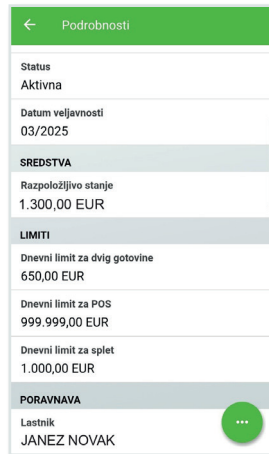 Podrobnosti
Status
Aktivna
Datum veljavnosti
03/2025
SREDSTVA
Razpoložljivo stanje
1.300,00 EUR
LIMITI
Dnevni limit za dvig gotovine
650,00 EUR
Dnevni limit za POS
999.999,00 EUR
Dnevni limit za splet
1.000,00 EUR
PORAVNAVA
Lastnik
JANEZ NOVAK